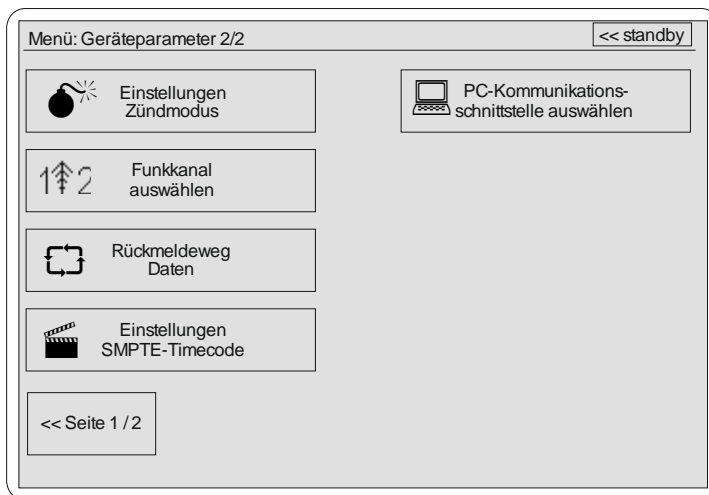 Menü: Geräteparameter 2/2
<< standby
Einstellungen
Zündmodus
PC-Kommunikations-
schnittstelle auswählen
1 2
Funkkanal
auswählen
Rückmeldeweg
Daten
Einstellungen
SMPTE-Timecode
<< Seite 1 / 2